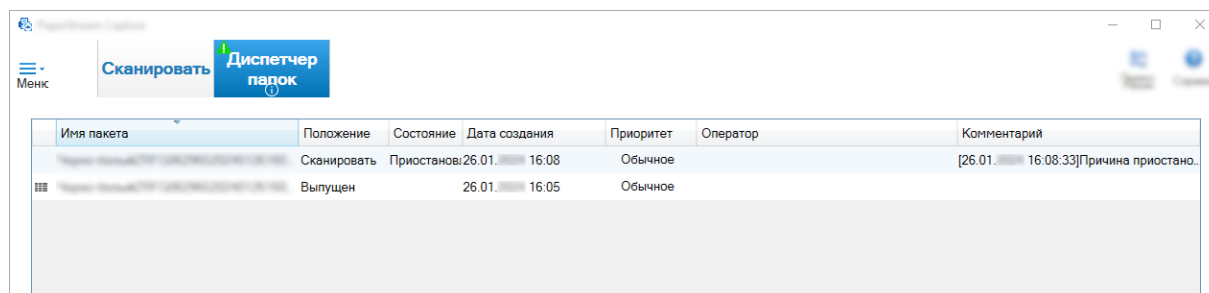 Меню
Сканировать
Диспетчер
папок
Имя пакета Положение Состояние Дата создания Приоритет Оператор Комментарий
Сканировать Приостановл 26.01. 16:08 Обычное [26.01. 16:08:33]Причина приостано..
Выпущен 26.01. 16:05 Обычное